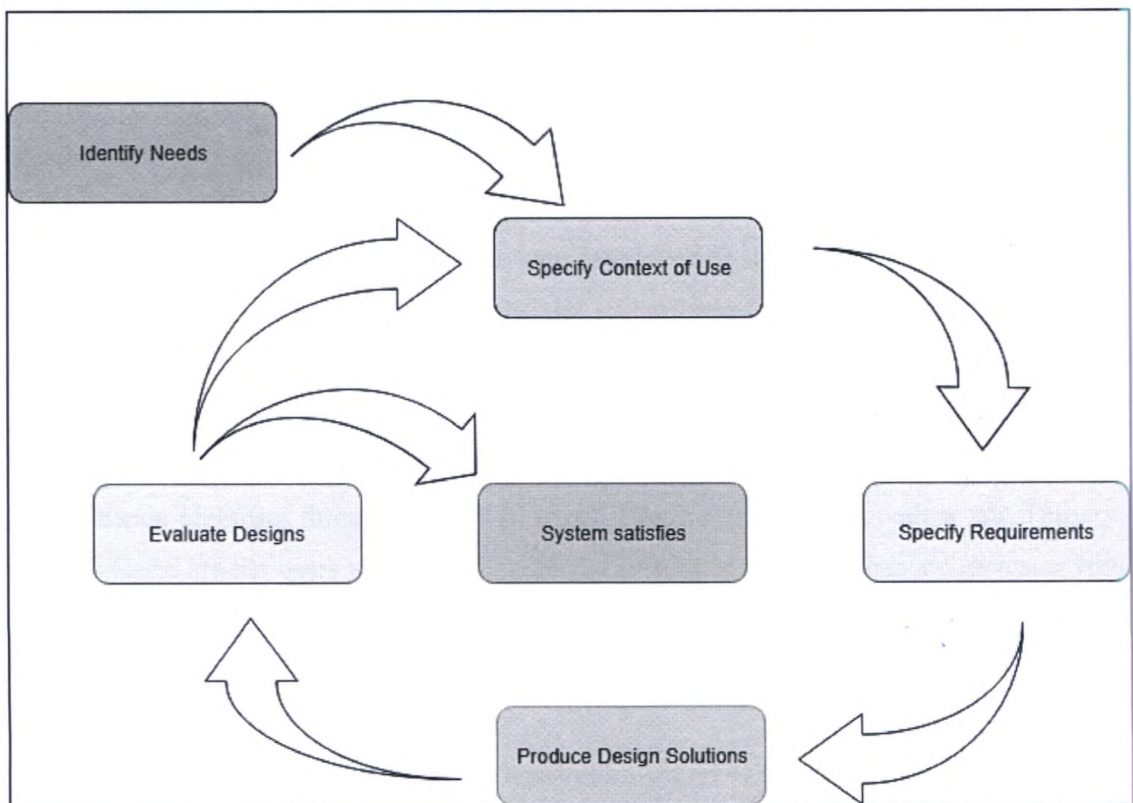 Identify Needs
Specify Context of Use
Evaluate Designs
System satisfies
Specify Requirements
Produce Design Solutions